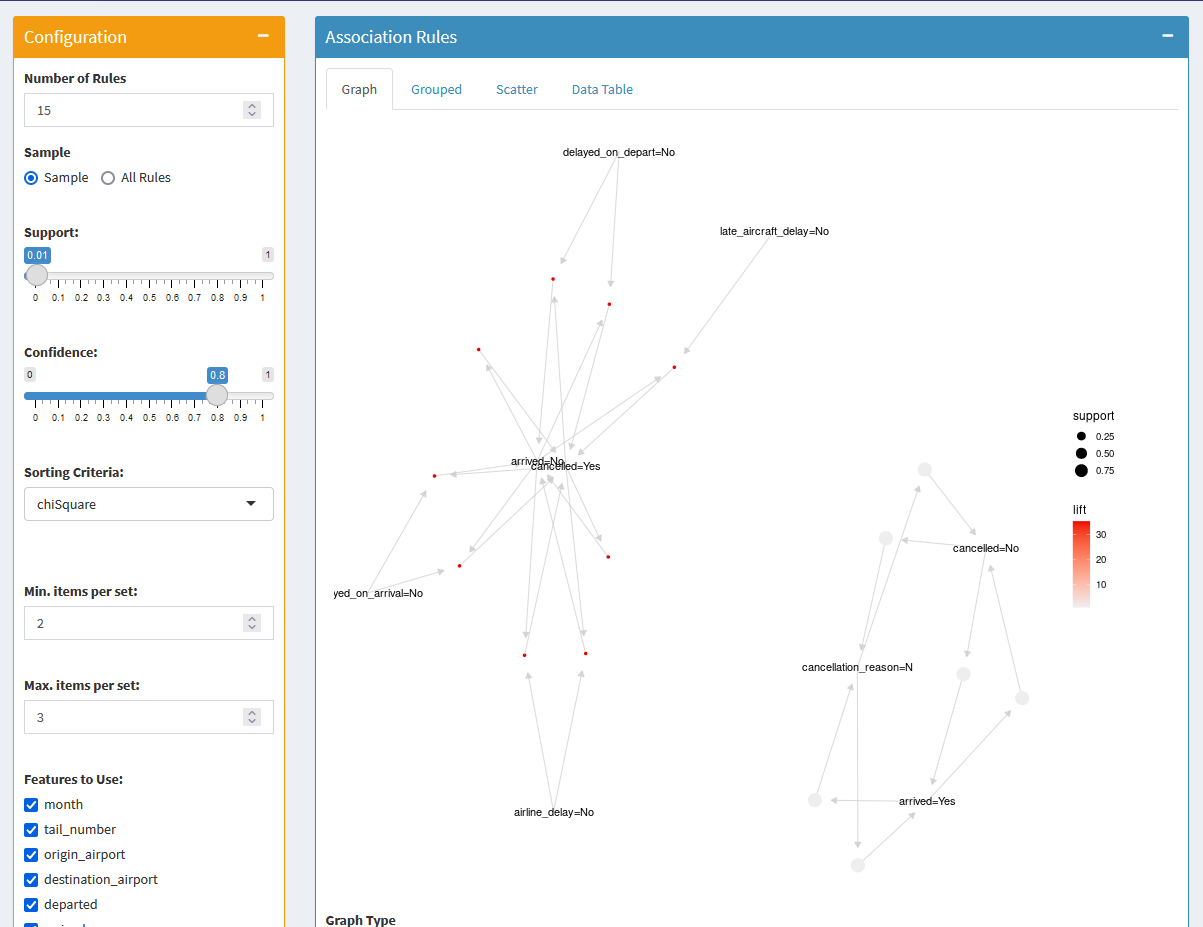 Configuration
Number of Rules
15
Sample
Sample All Rules
Support:
0.01 1
0 0.1 0.2 0.3 0.4 0.5 0.6 0.7 0.8 0.9 1
Confidence:
0 0.8 1
0 0.1 0.2 0.3 0.4 0.5 0.6 0.7 0.8 0.9 1
Sorting Criteria:
chiSquare
Min. items per set:
2
Max. items per set:
3
Features to Use:
month
tail_number
origin_airport
destination_airport
departed
Association Rules
Graph Grouped Scatter Data Table
delayed_on_depart=No
late_aircraft_delay=No
arrived=No
cancelled=Yes
yed_on_arrival=No
airline_delay=No
cancelled=No
cancellation_reason=N
arrived=Yes
support
0.25
0.50
0.75
lift
30
20
10
Graph Type